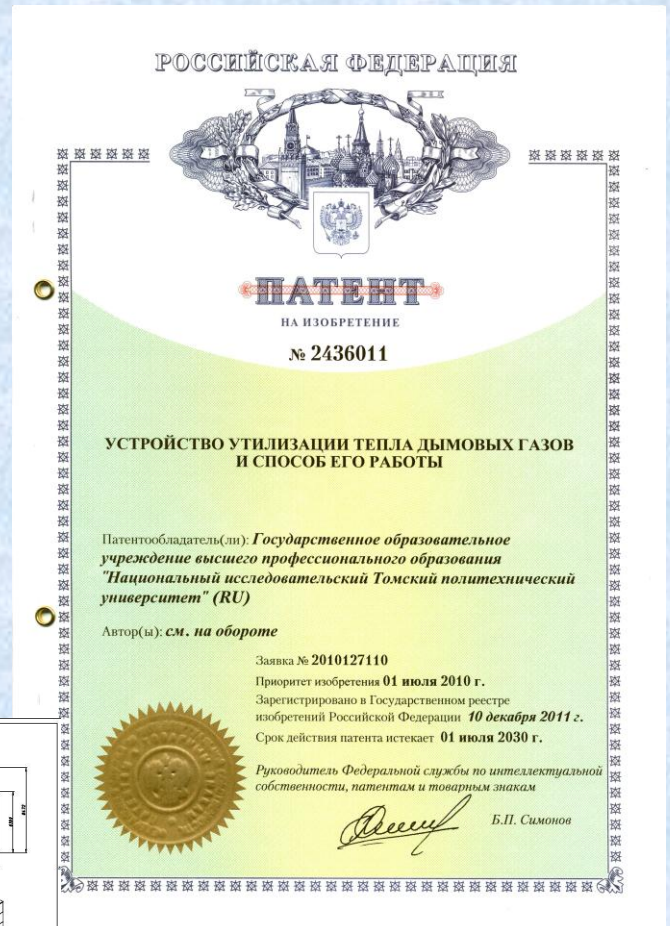 РОССИЙСКАЯ ФЕДЕРАЦИЯ
ПАТЕНТ
НА ИЗОБРЕТЕНИЕ
№ 2436011
УСТРОЙСТВО УТИЛИЗАЦИИ ТЕПЛА ДЫМОВЫХ ГАЗОВ
И СПОСОБ ЕГО РАБОТЫ
Патентообладатель(ли): Государственное образовательное
учреждение высшего профессионального образования
"Национальный исследовательский Томский политехнический
университет" (RU)
Автор(ы): см. на обороте
Заявка № 2010127110
Приоритет изобретения 01 июля 2010 г.
Зарегистрировано в Государственном реестре
изобретений Российской Федерации 10 декабря 2011 г.
Срок действия патента истекает 01 июля 2030 г.
Руководитель Федеральной службы по интеллектуальной
собственности, патентам и товарным знакам
Б.П. Симонов